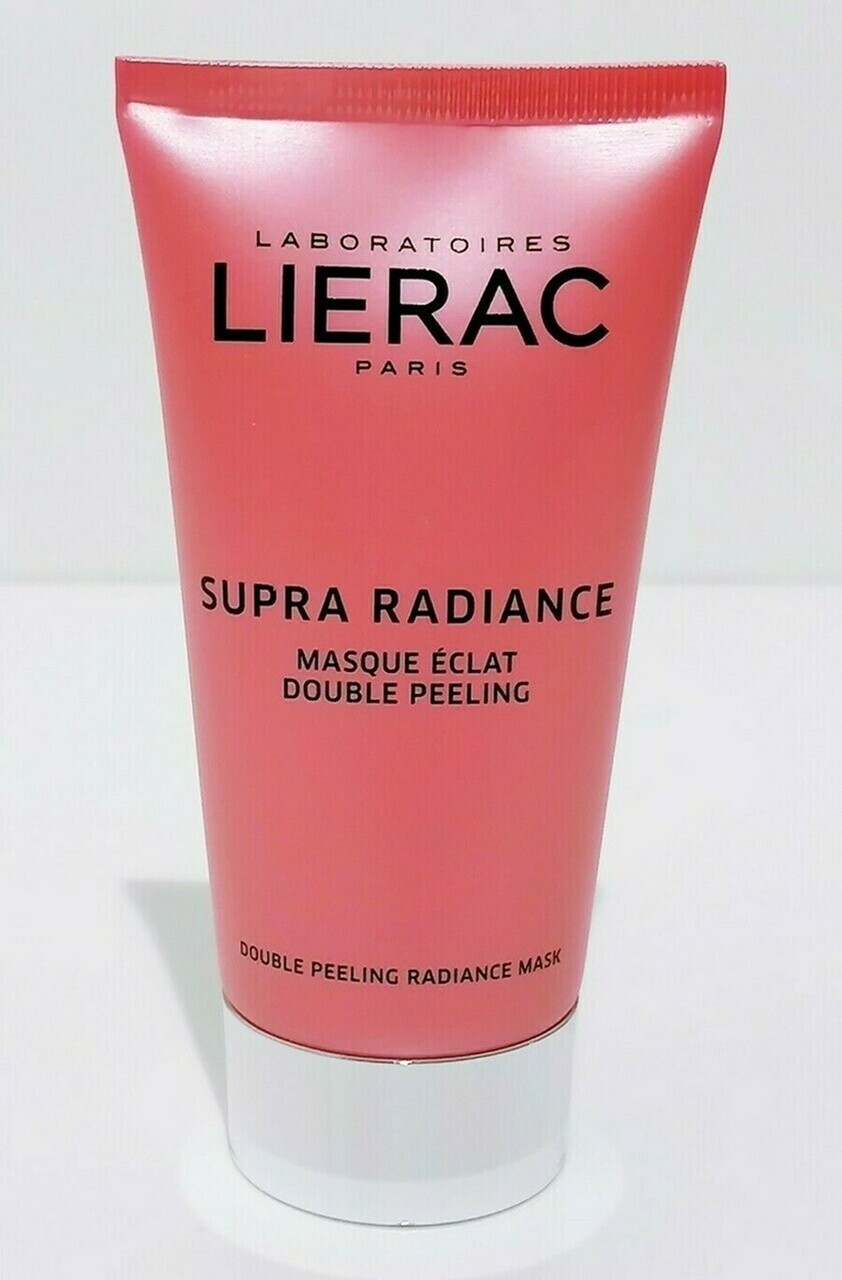 LABORATOIRES
LIERAC
PARIS
SUPRA RADIANCE
MASQUE ÉCLAT
DOUBLE PEELING
DOUBLE PEELING RADIANCE MASK